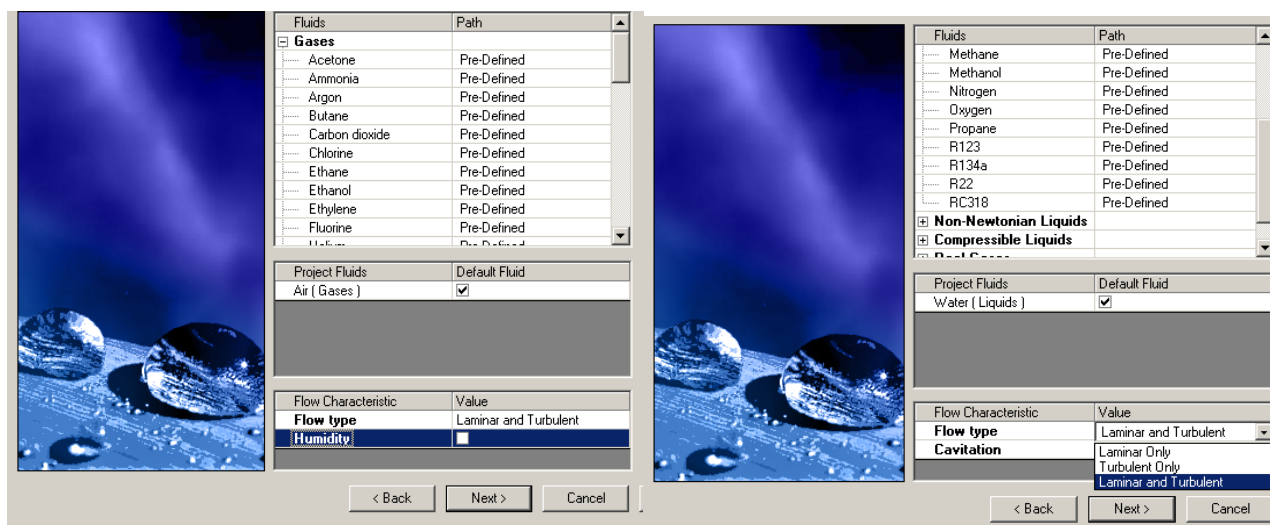 Fluids Path
Gases
Acetone Pre-Defined
Ammonia Pre-Defined
Argon Pre-Defined
Butane Pre-Defined
Carbon dioxide Pre-Defined
Chlorine Pre-Defined
Ethane Pre-Defined
Ethanol Pre-Defined
Ethylene Pre-Defined
Fluorine Pre-Defined
Project Fluids Default Fluid
Air ( Gases )
Flow Characteristic Value
Flow type Laminar and Turbulent
Humidity
< Back Next > Cancel
Fluids Path
Methane Pre-Defined
Methanol Pre-Defined
Nitrogen Pre-Defined
Oxygen Pre-Defined
Propane Pre-Defined
R123 Pre-Defined
R134a Pre-Defined
R22 Pre-Defined
RC318 Pre-Defined
Non-Newtonian Liquids
Compressible Liquids
Project Fluids Default Fluid
Water ( Liquids )
Flow Characteristic Value
Flow type Laminar and Turbulent
Cavitation
Laminar Only
Turbulent Only
Laminar and Turbulent
< Back Next > Cancel